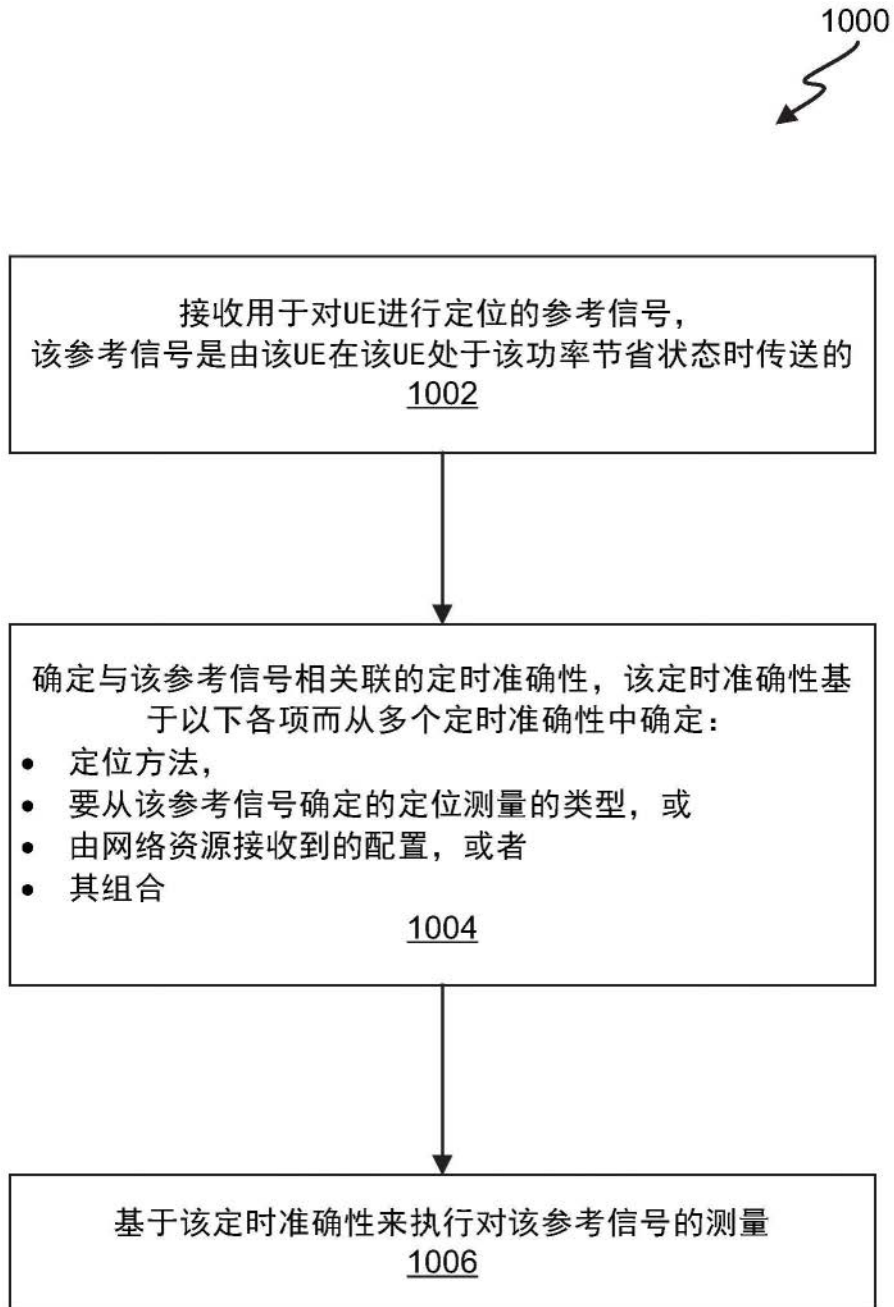 1000
接收用于对UE进行定位的参考信号，
该参考信号是由该UE在该UE处于该功率节省状态时传送的
1002
确定与该参考信号相关联的定时准确性，该定时准确性基
于以下各项而从多个定时准确性中确定：
• 定位方法，
• 要从该参考信号确定的定位测量的类型，或
• 由网络资源接收到的配置，或者
• 其组合
1004
基于该定时准确性来执行对该参考信号的测量
1006